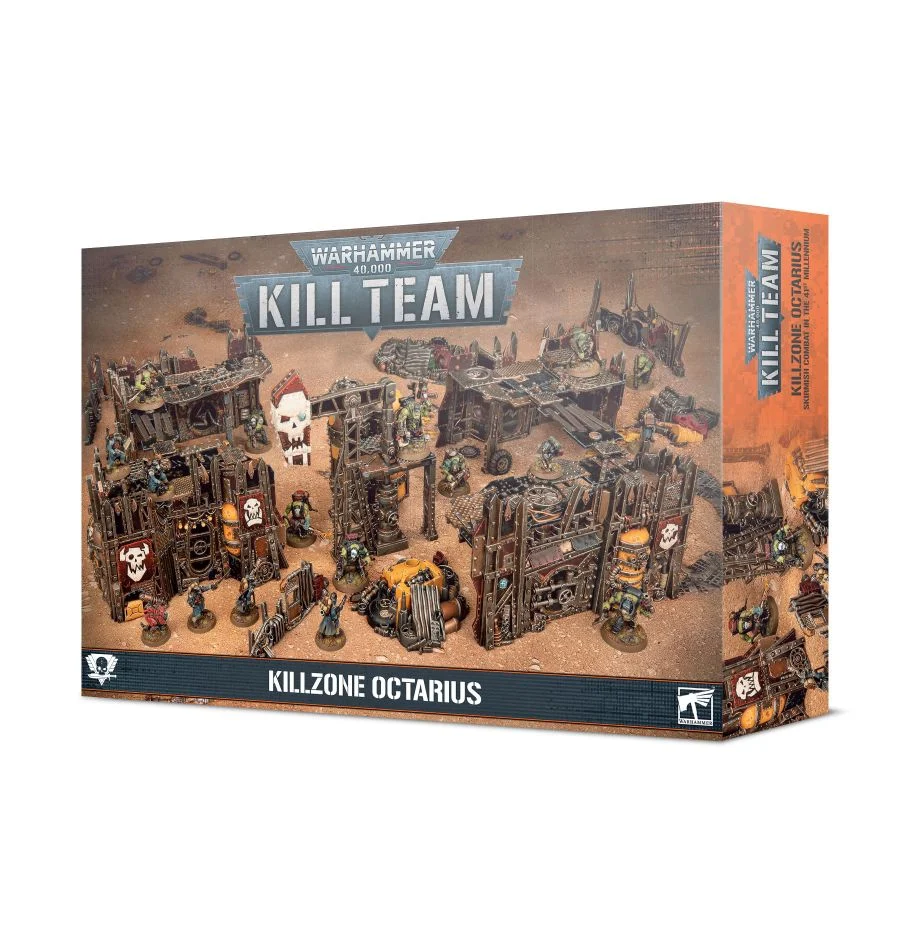 WARHAMMER
40,000
KILL TEAM
KILLZONE OCTARIUS
WARHAMMER
WARHAMMER
40,000
KILL TEAM
KILLZONE OCTARIUS
SKIRMISH COMBAT IN THE 41ST MILLENNIUM